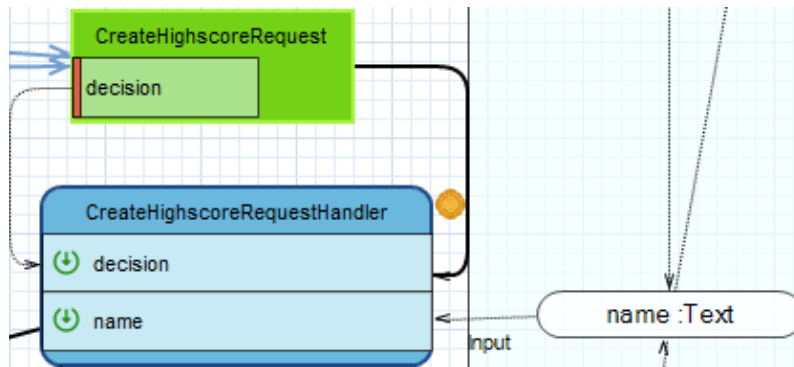 CreateHighscoreRequest
decision
CreateHighscoreRequestHandler
decision
name
name :Text
Input